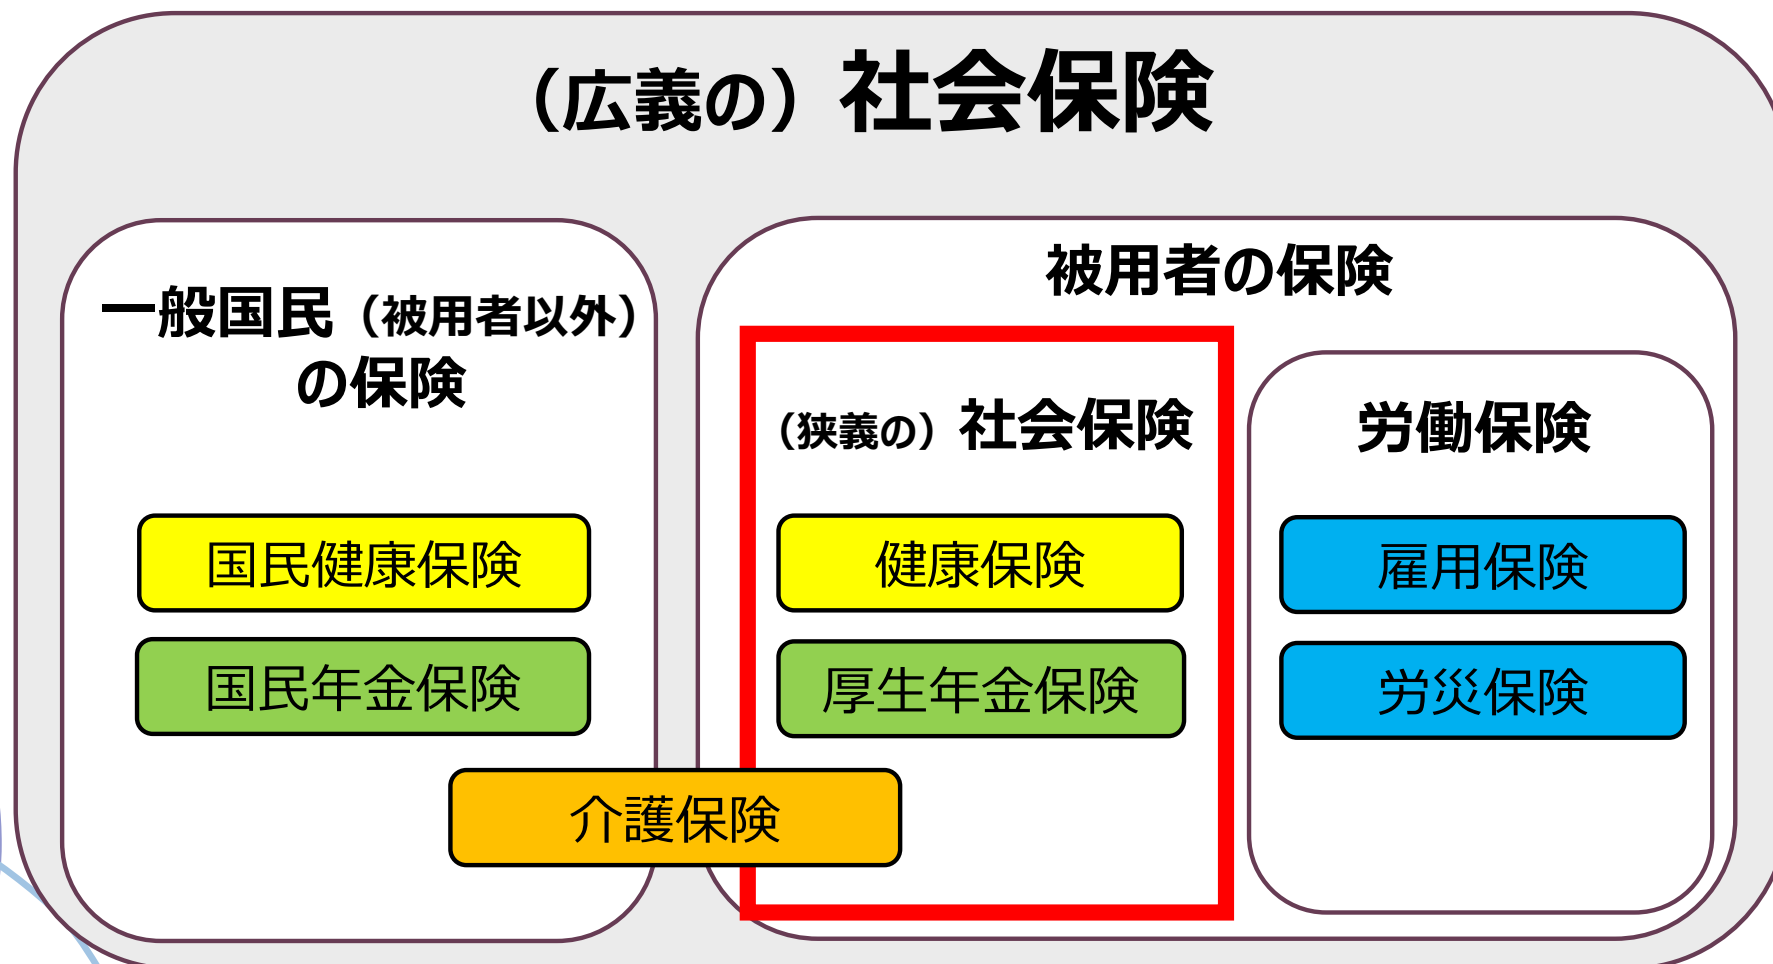 （広義の）社会保険
一般国民（被用者以外）
の保険
国民健康保険
国民年金保険
介護保険
被用者の保険
（狭義の）社会保険
健康保険
厚生年金保険
労働保険
雇用保険
労災保険